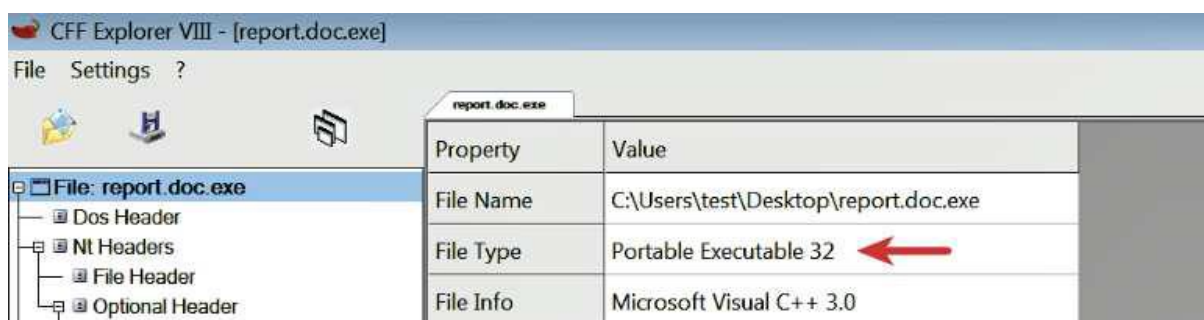 CFF Explorer VIII - [report.doc.exe]
File Settings ?
report.doc.exe
Property Value
File: report.doc.exe
Dos Header
Nt Headers
File Header
Optional Header
File Name C:\Users\test\Desktop\report.doc.exe
File Type Portable Executable 32
File Info Microsoft Visual C++ 3.0